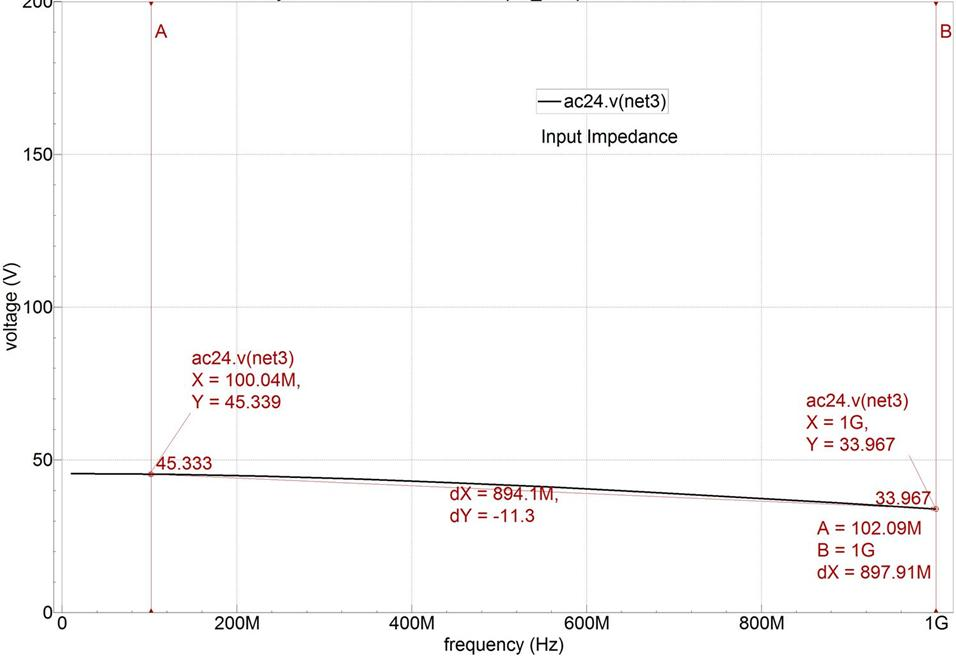 200
A
B
ac24.v(net3)
Input Impedance
150
voltage (V)
100
ac24.v(net3)
X = 100.04M,
Y = 45.339
ac24.v(net3)
X = 1G,
Y = 33.967
50
45.333
dX = 894.1M,
dY = -11.3
33.967
A = 102.09M
B = 1G
dX = 897.91M
0
0 200M 400M 600M 800M 1G
frequency (Hz)